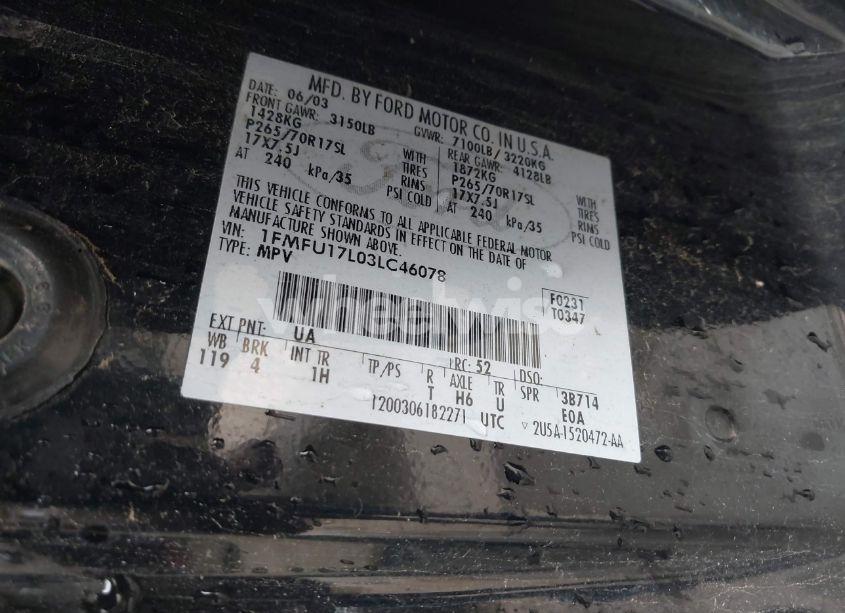 MFD. BY FORD MOTOR CO. IN U.S.A.
DATE: 06/03 GVWR: 7100LB/ 3220KG
FRONT GAWR: 3150LB REAR GAWR: 4128LB
1428KG WITH 1872KG WITH
P265/70R17SL TIRES P265/70R17SL TIRES
17X7.5J RIMS 17X7.5J RIMS
AT 240 kPa/35 PSI COLD AT 240 kPa/35 PSI COLD
THIS VEHICLE CONFORMS TO ALL APPLICABLE FEDERAL MOTOR
VEHICLE SAFETY STANDARDS IN EFFECT ON THE DATE OF
MANUFACTURE SHOWN ABOVE.
VIN: 1FMFU17L03LC46078
TYPE: MPV
F0231
T0347
EXT PNT: UA RC: 52 DSO:
WB BRK INT TR TP/PS R AXLE TR SPR 3B714
119 4 1H T H6 U EOA
1200306182271 UTC ▽ 2U5A-1520472-AA
Ford
wheelwise